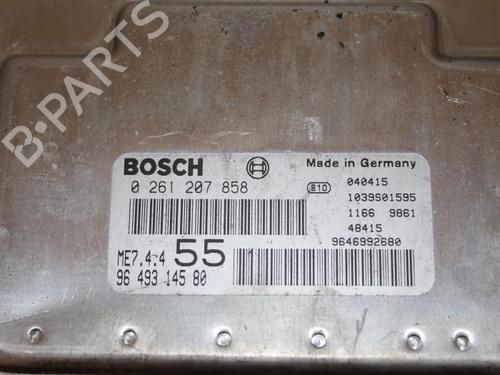 B-PARTS
BOSCH
Made in Germany
0 261 207 858
B10
040415
1039S01595
1166 9861
48415
9646992680
ME7.4.4 55
96 493 145 80